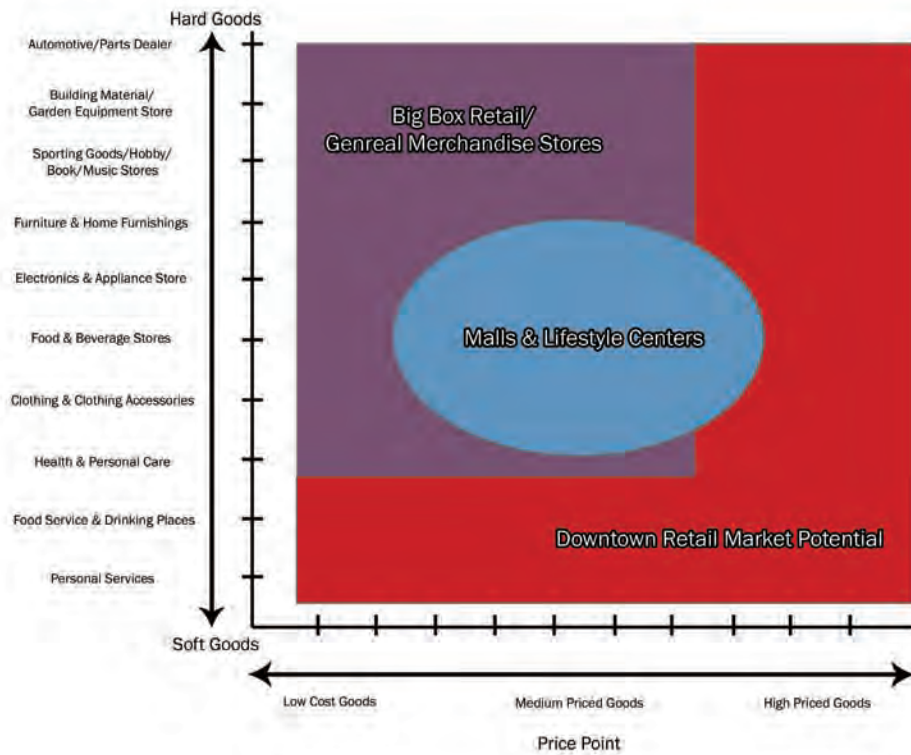 Hard Goods
Automotive/Parts Dealer
Building Material/
Garden Equipment Store
Sporting Goods/Hobby/
Book/Music Stores
Furniture & Home Furnishings
Electronics & Appliance Store
Food & Beverage Stores
Clothing & Clothing Accessories
Health & Personal Care
Food Service & Drinking Places
Personal Services
Soft Goods
Big Box Retail/
Genreal Merchandise Stores
Malls & Lifestyle Centers
Downtown Retail Market Potential
Low Cost Goods
Medium Priced Goods
High Priced Goods
Price Point